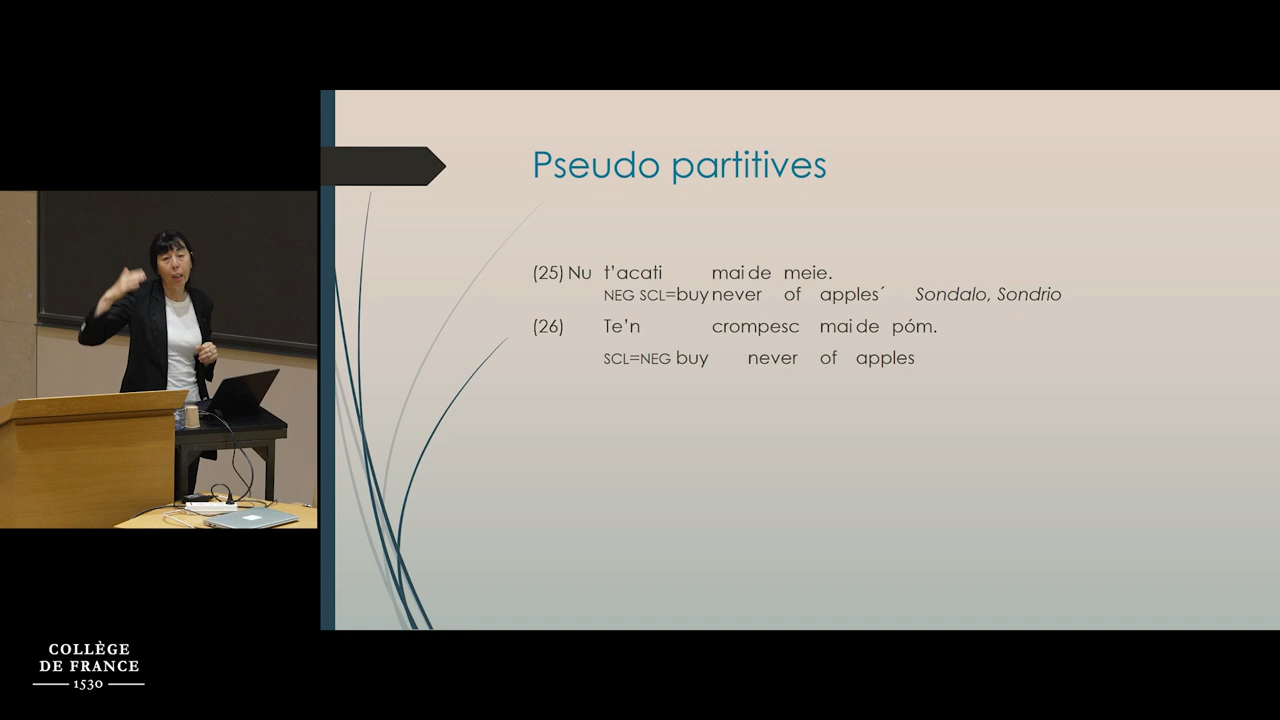 Pseudo partitives
(25) Nu t’acati mai de meie.
NEG SCL=buy never of apples´ Sondalo, Sondrio
(26) Te’n crompesc mai de póm.
SCL=NEG buy never of apples
COLLÈGE
DE FRANCE
1530